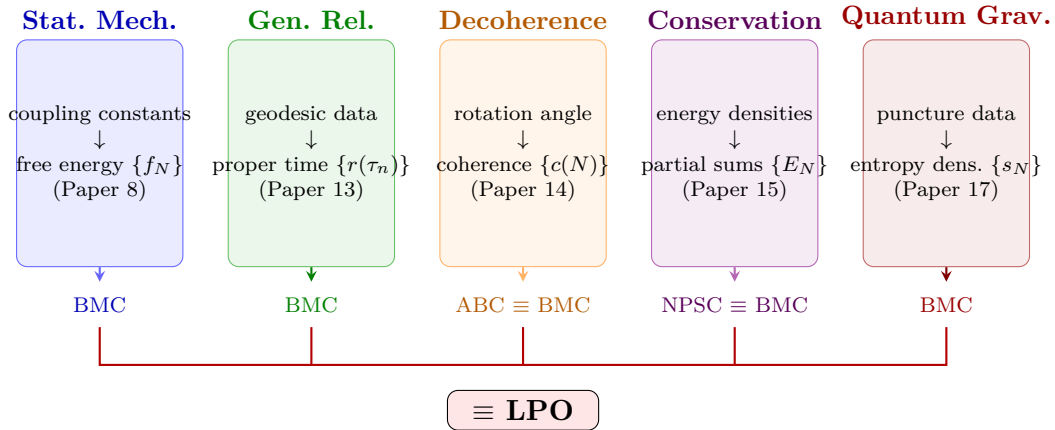 Stat. Mech.
coupling constants
↓
free energy {f_N}
(Paper 8)
BMC
Gen. Rel.
geodesic data
↓
proper time {r(τ_n)}
(Paper 13)
BMC
Decoherence
rotation angle
↓
coherence {c(N)}
(Paper 14)
ABC ≡ BMC
Conservation
energy densities
↓
partial sums {E_N}
(Paper 15)
NPSC ≡ BMC
Quantum Grav.
puncture data
↓
entropy dens. {s_N}
(Paper 17)
BMC
≡ LPO